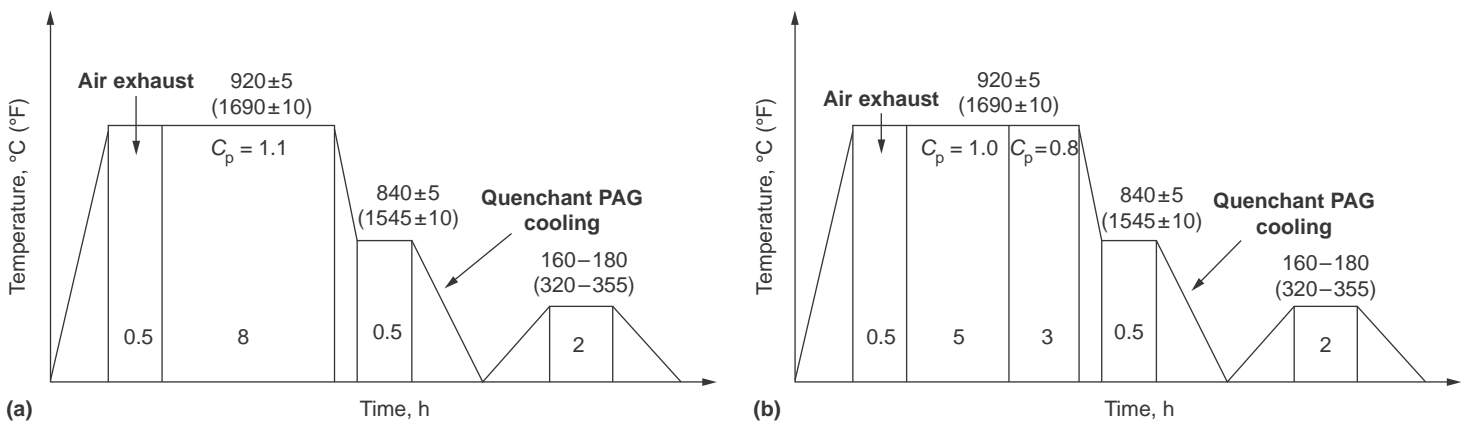 Temperature, °C (°F)
Air exhaust
920±5
(1690±10)
Cp = 1.1
840±5
(1545±10)
Quenchant PAG
cooling
160–180
(320–355)
0.5
8
0.5
2
(a)
Time, h
Temperature, °C (°F)
Air exhaust
920±5
(1690±10)
Cp = 1.0
Cp=0.8
840±5
(1545±10)
Quenchant PAG
cooling
160–180
(320–355)
0.5
5
3
0.5
2
(b)
Time, h